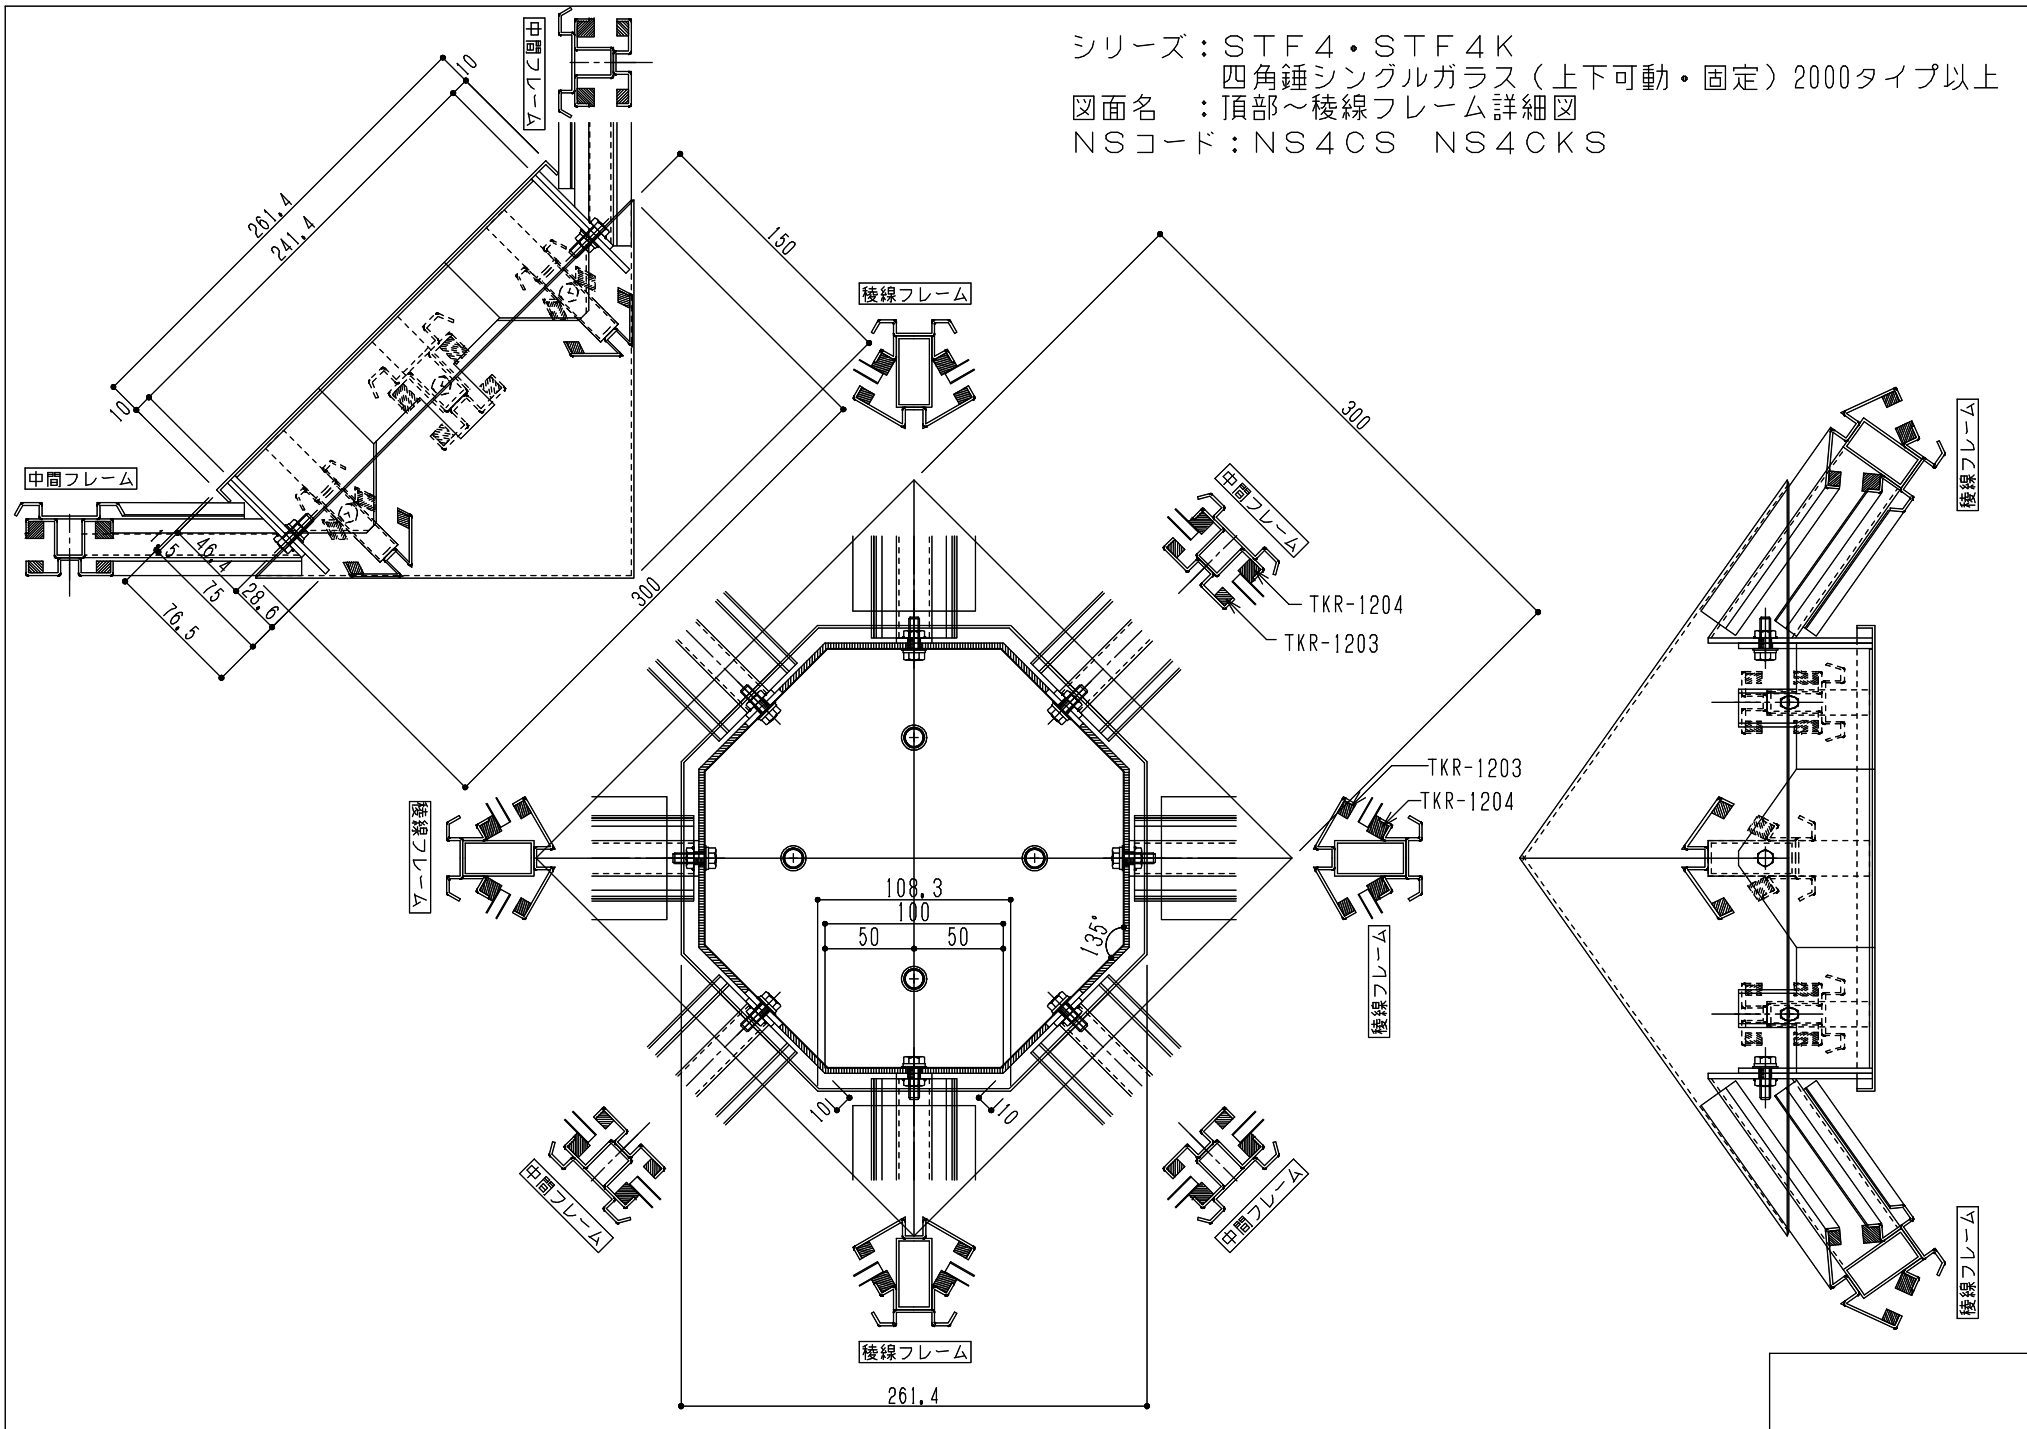 シリーズ：ＳＴＦ４・ＳＴＦ４Ｋ
四角錘シングルガラス（上下可動・固定）2000タイプ以上
図面名　：頂部～稜線フレーム詳細図
ＮＳコード：ＮＳ４ＣＳ　ＮＳ４ＣＫＳ
中間フレーム
10
261.4
241.4
150
10
中間フレーム
1.5
46.4
75
28.6
76.5
300
稜線フレーム
300
中間フレーム
TKR-1204
TKR-1203
稜線フレーム
TKR-1203
TKR-1204
稜線フレーム
稜線フレーム
108.3
100
50
50
135°
10
10
中間フレーム
中間フレーム
稜線フレーム
261.4
稜線フレーム